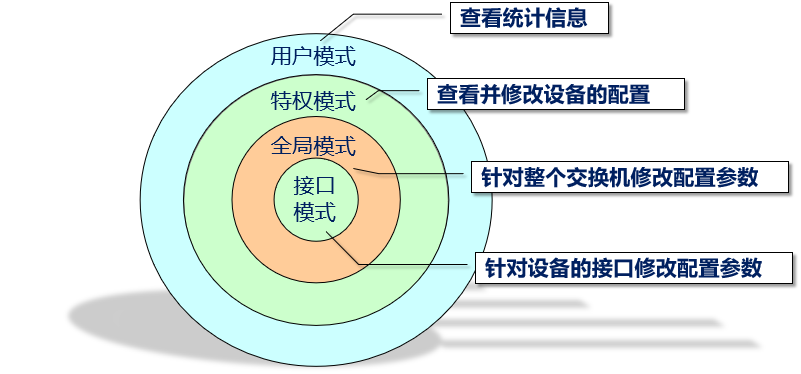 查看统计信息
用户模式
查看并修改设备的配置
特权模式
全局模式
针对整个交换机修改配置参数
接口
模式
针对设备的接口修改配置参数